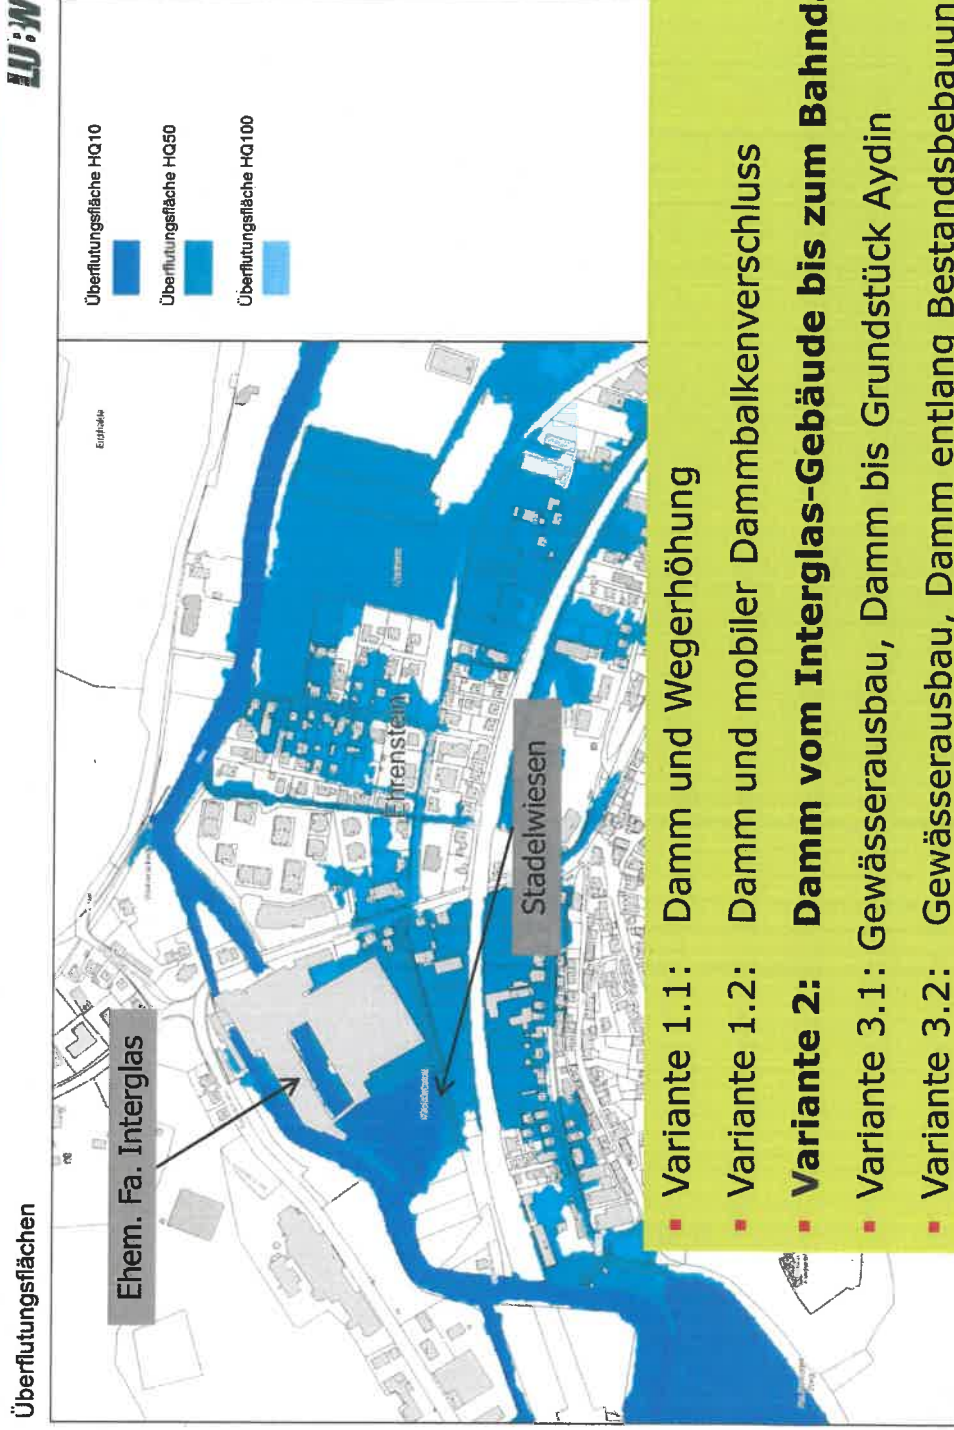 Überflutungsflächen
LU:W
Überflutungsfläche HQ10
Überflutungsfläche HQ50
Überflutungsfläche HQ100
Ehem. Fa. Interglas
Ehrenstein
Stadelwiesen
Variante 1.1: Damm und Wegerhöhung
Variante 1.2: Damm und mobiler Dammbalkenverschluss
Variante 2: Damm vom Interglas-Gebäude bis zum Bahnd
Variante 3.1: Gewässerausbau, Damm bis Grundstück Aydin
Variante 3.2: Gewässerausbau, Damm entlang Bestandsbebauun